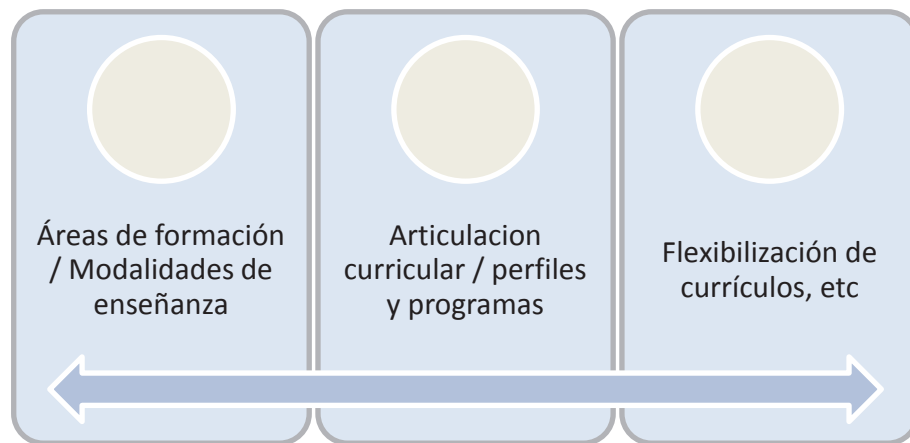 Áreas de formación
/ Modalidades de
enseñanza
Articulacion
curricular / perfiles
y programas
Flexibilización de
currículos, etc